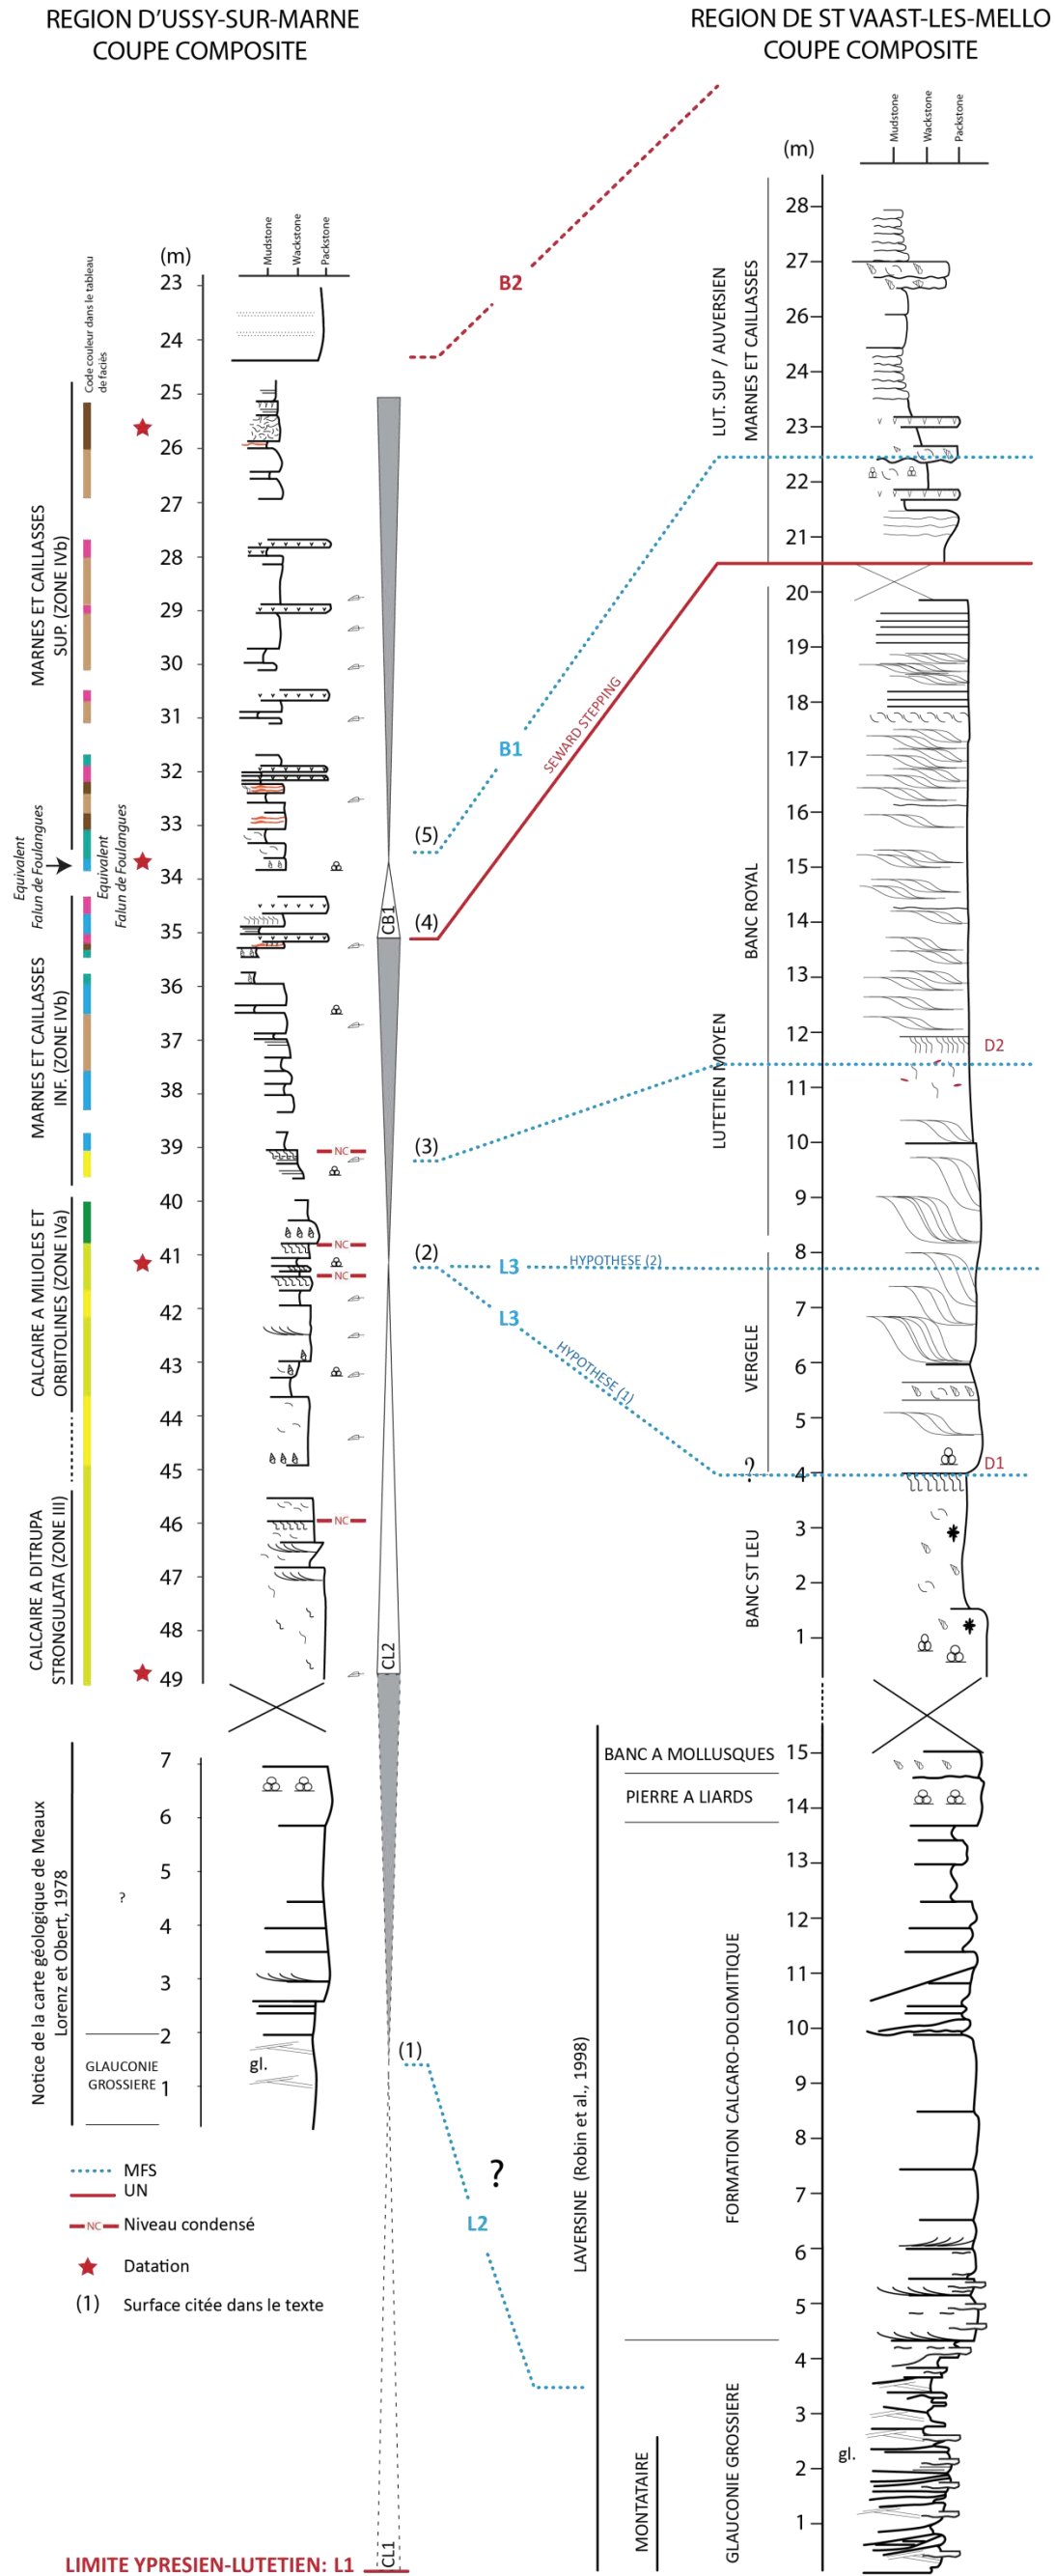 REGION D'USSY-SUR-MARNE
COUPE COMPOSITE
REGION DE ST VAAST-LES-MELLO
COUPE COMPOSITE
Mudstone
Wackstone
Packstone
(m)
23
24
25
26
27
28
29
30
31
32
33
34
35
36
37
38
39
40
41
42
43
44
45
46
47
48
49
7
6
5
4
3
2
1
Code couleur dans le tableau
de faciès
MARNES ET CAILLASSES
SUP. (ZONE IVb)
Equivalent
Falun de Foulangues
Equivalent
Falun de Foulangues
MARNES ET CAILLASSES
INF. (ZONE IVb)
CALCAIRE A MILIOLES ET
ORBITOLINES (ZONE IVa)
CALCAIRE A DITRUPA
STRONGULATA (ZONE III)
Notice de la carte géologique de Meaux
Lorenz et Obert, 1978
?
GLAUCONIE
GROSSIERE
gl.
NC
NC
NC
NC
CB1
CL2
CL1
B2
B1
SEWARD STEPPING
(5)
(4)
(3)
(2)
L3
HYPOTHESE (2)
L3
HYPOTHESE (1)
(1)
?
L2
MFS
UN
NC
Niveau condensé
Datation
(1)
Surface citée dans le texte
LIMITE YPRESIEN-LUTETIEN: L1
Mudstone
Wackstone
Packstone
(m)
28
27
26
24
23
22
21
20
19
18
17
16
15
14
13
12
11
10
9
8
7
6
5
4
3
2
1
15
14
13
12
11
10
9
8
7
6
5
4
3
2
1
LUT. SUP / AUVERSIEN
MARNES ET CAILLASSES
BANC ROYAL
LUTETIEN MOYEN
VERGELE
?
BANC ST LEU
D2
D1
BANC A MOLLUSQUES
PIERRE A LIARDS
FORMATION CALCARO-DOLOMITIQUE
LAVERSINE (Robin et al., 1998)
GLAUCONIE GROSSIERE
MONTATAIRE
gl.